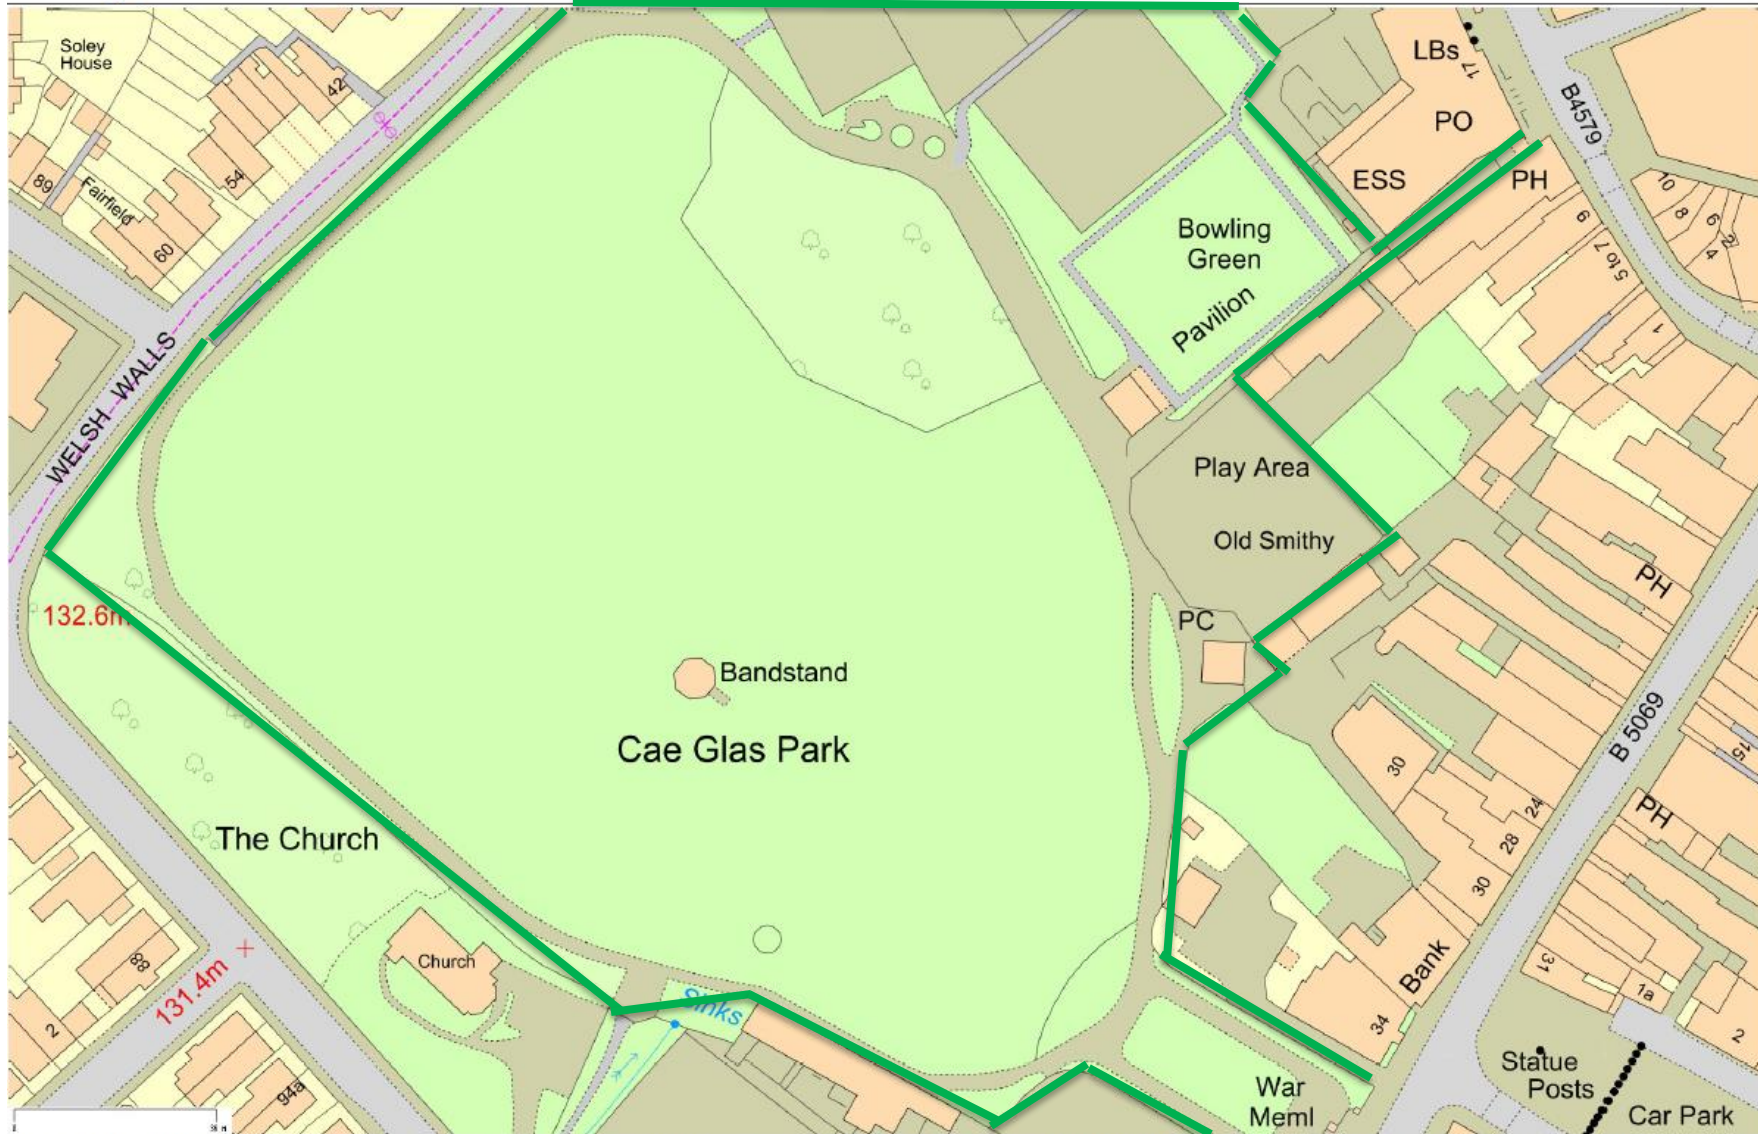 Soley
House
42
89
Fairfield
54
60
WELSH WALLS
132.6m
LBs
17
PO
ESS
PH
B4579
10
8
6
2
4
9
5 to 7
1
Bowling
Green
Pavilion
Play Area
Old Smithy
PC
PH
Bandstand
Cae Glas Park
B 5069
15
30
24
28
30
PH
The Church
Church
88
131.4m
2
94a
Sinks
Bank
34
31
1a
2
Statue
Posts
War
Meml
Car Park